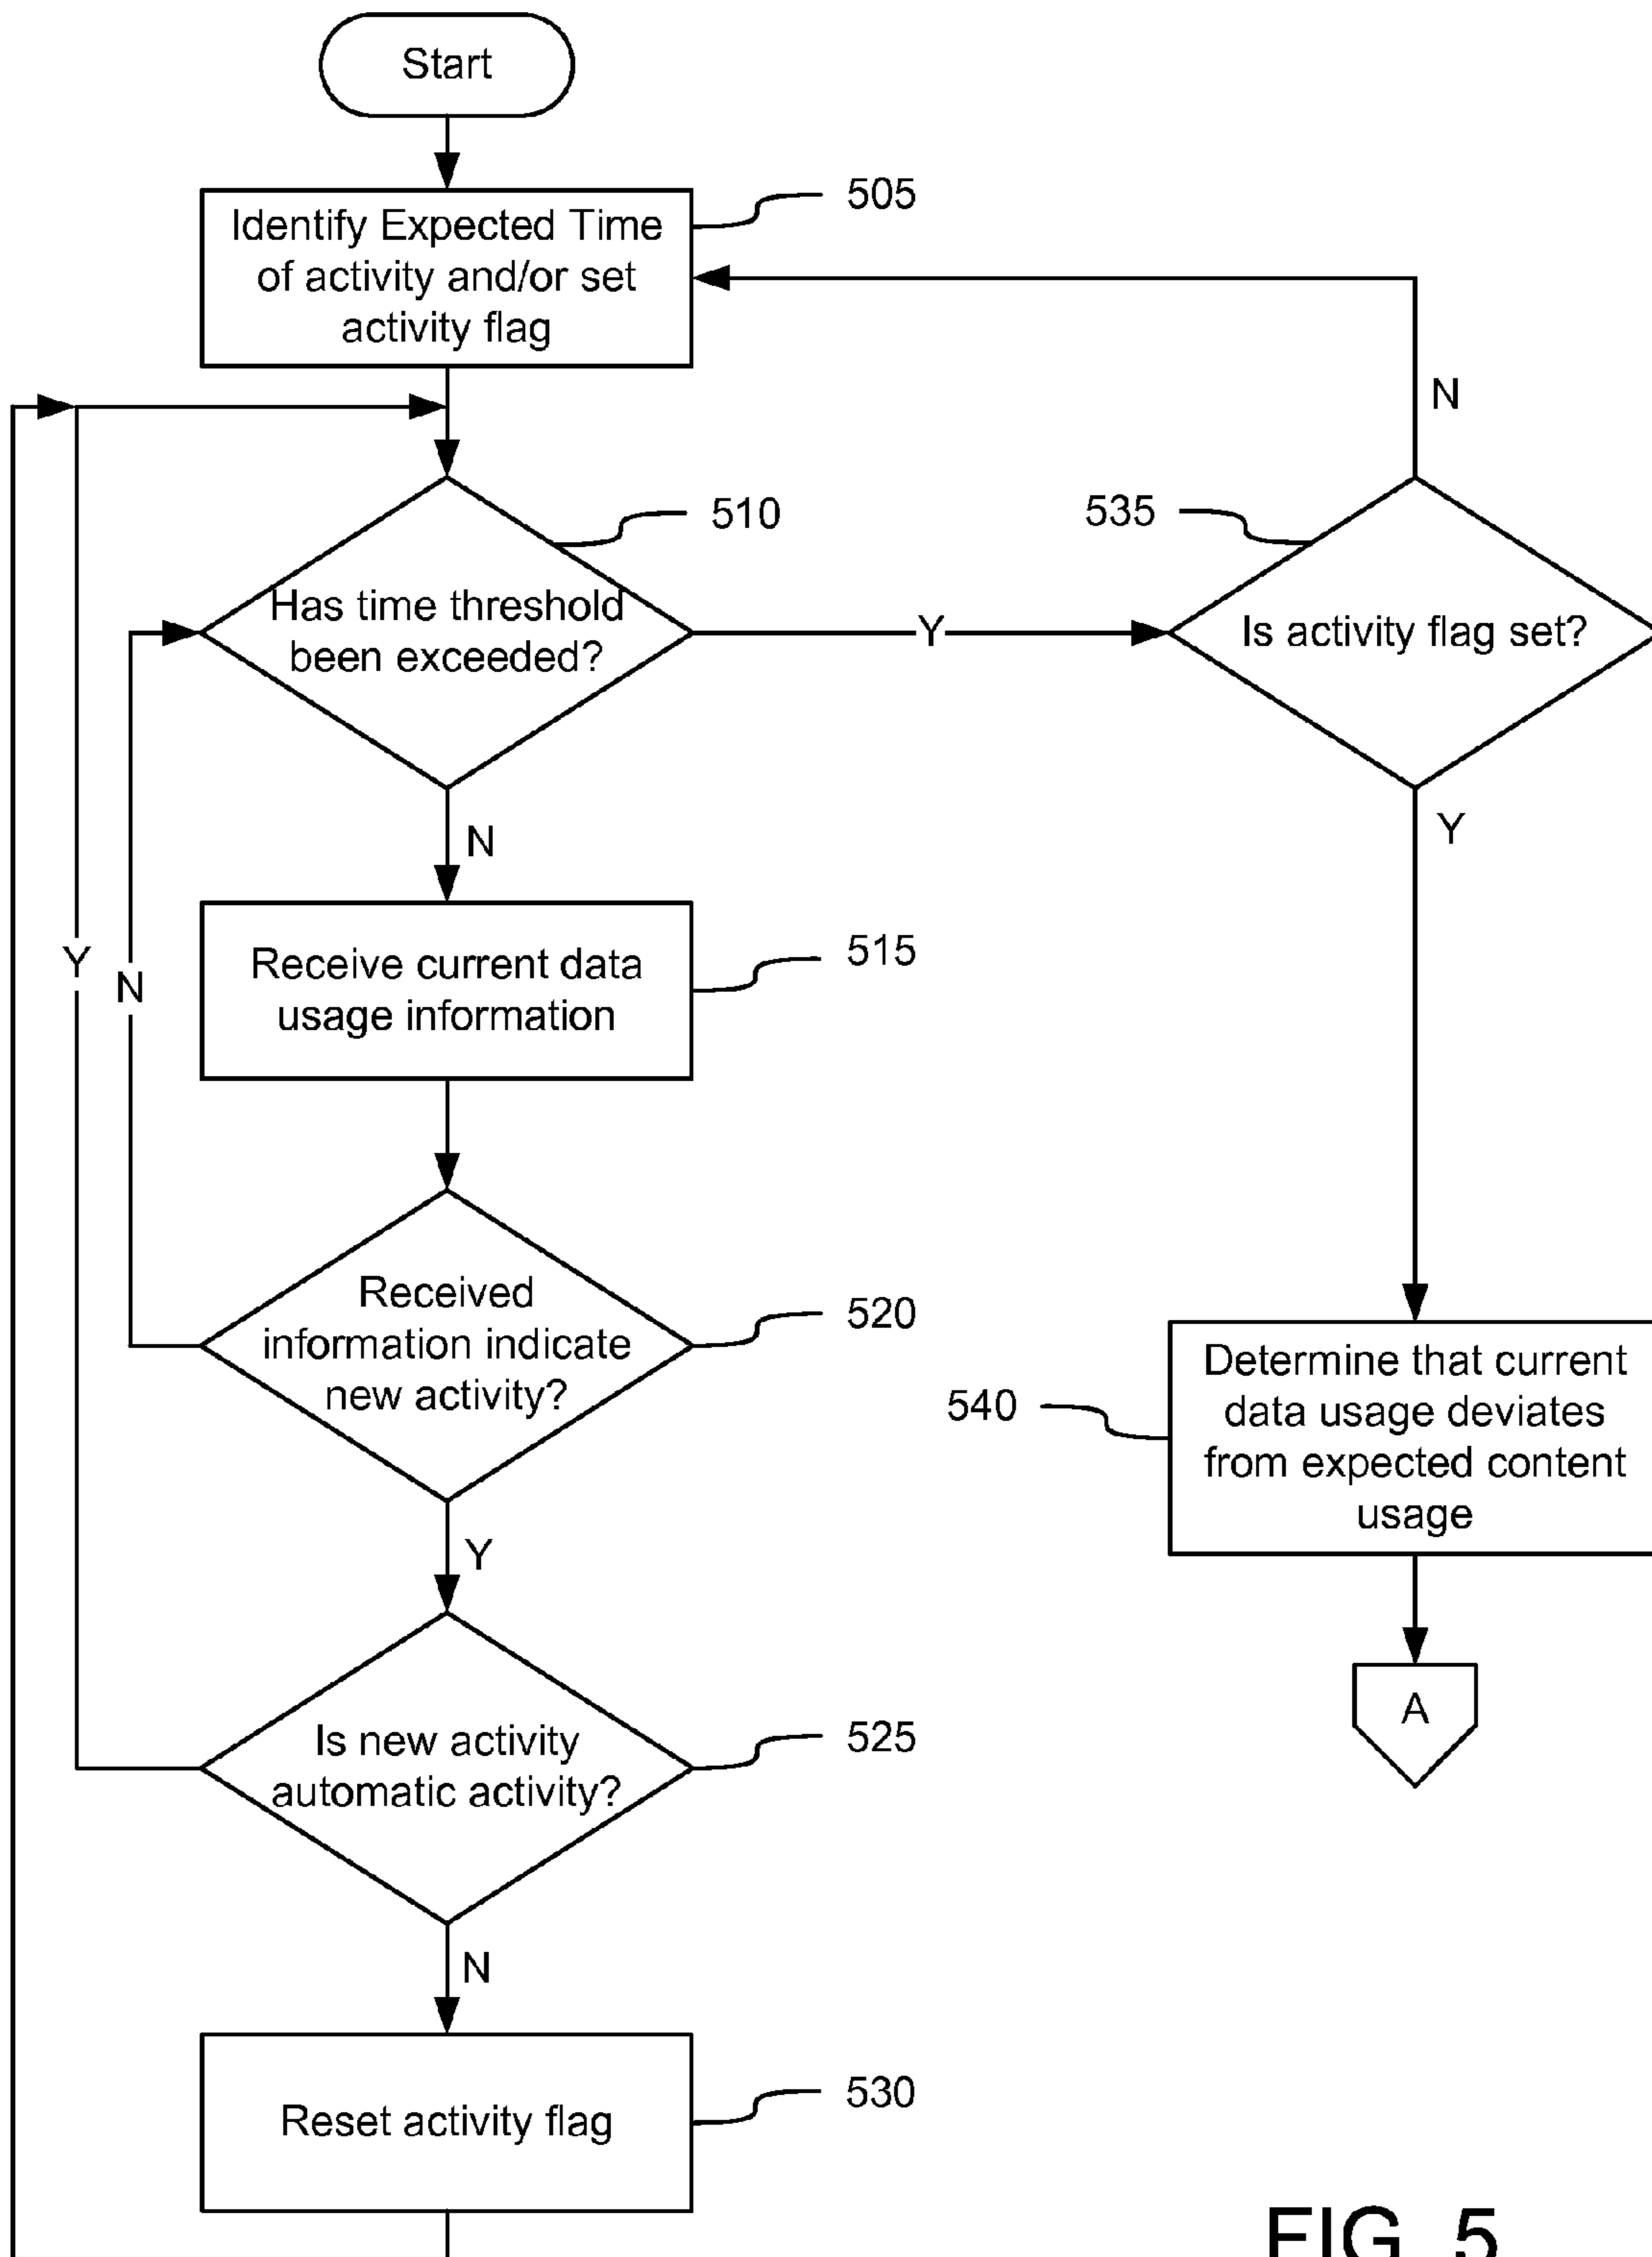 Start
505
Identify Expected Time
of activity and/or set
activity flag
N
510
535
Has time threshold
been exceeded?
Y
Is activity flag set?
N
Y
Receive current data
usage information
515
Y
N
Received
information indicate
new activity?
520
Determine that current
data usage deviates
from expected content
usage
540
Y
A
Is new activity
automatic activity?
525
N
Reset activity flag
530
FIG. 5